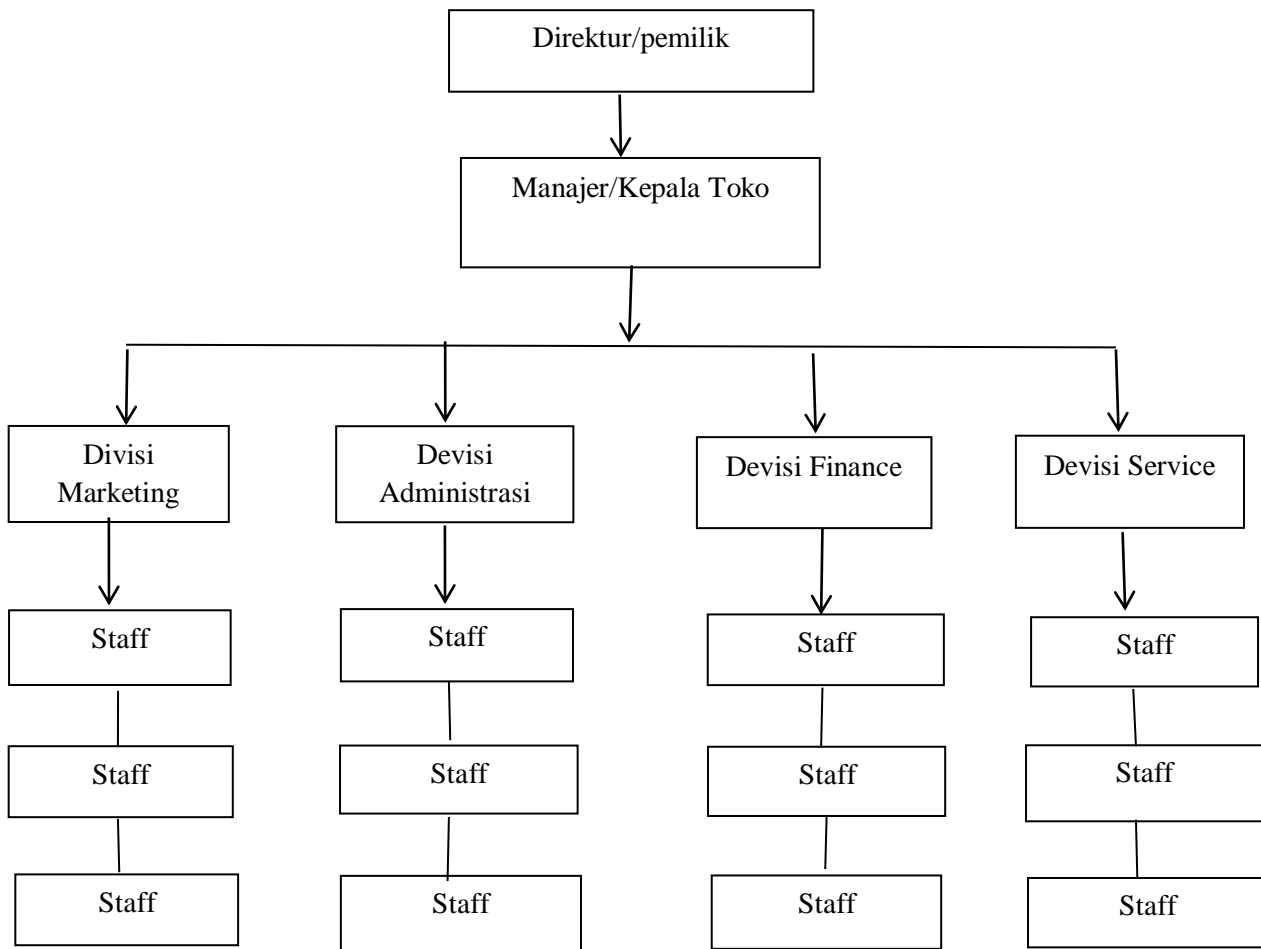 Direktur/pemilik
Manajer/Kepala Toko
Divisi
Marketing
Devisi
Administrasi
Devisi Finance
Devisi Service
Staff
Staff
Staff
Staff
Staff
Staff
Staff
Staff
Staff
Staff
Staff
Staff